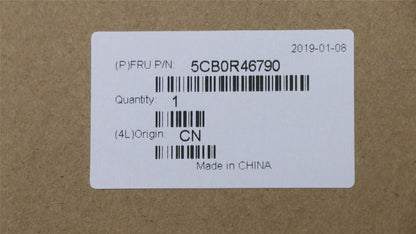 2019-01-08
(P)FRU P/N: 5CB0R46790
Quantity: 1
(4L)Origin: CN
Made in CHINA